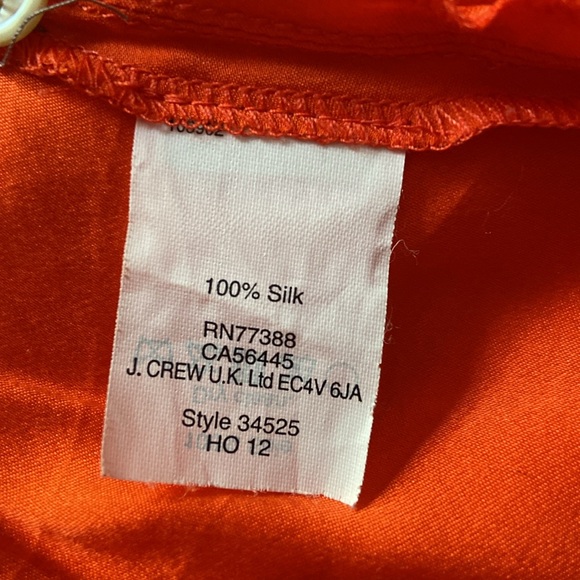 100% Silk
RN77388
CA56445
J. CREW U.K. Ltd EC4V 6JA
Style 34525
HO 12